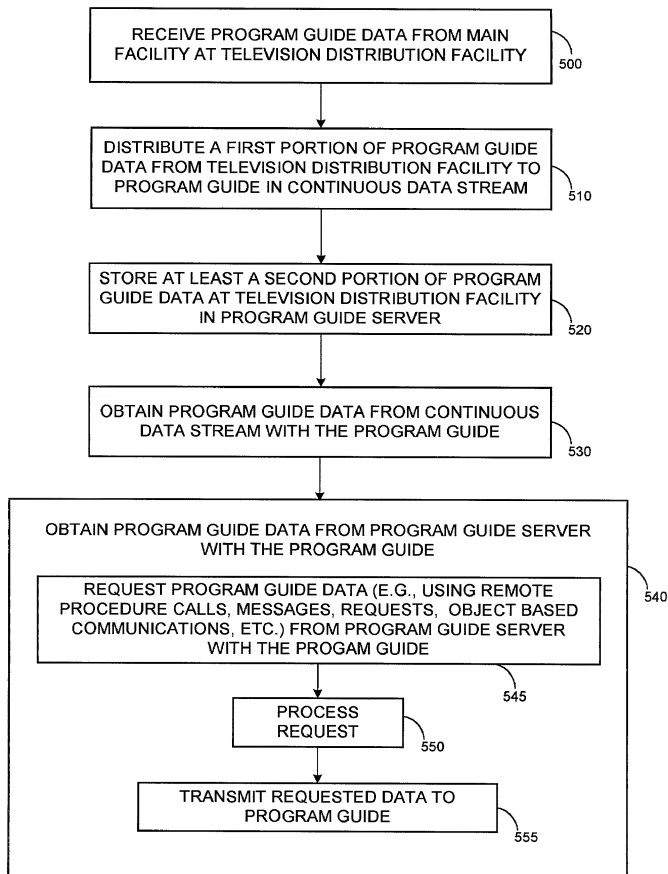 RECEIVE PROGRAM GUIDE DATA FROM MAIN
FACILITY AT TELEVISION DISTRIBUTION FACILITY
500
DISTRIBUTE A FIRST PORTION OF PROGRAM GUIDE
DATA FROM TELEVISION DISTRIBUTION FACILITY TO
PROGRAM GUIDE IN CONTINUOUS DATA STREAM
510
STORE AT LEAST A SECOND PORTION OF PROGRAM
GUIDE DATA AT TELEVISION DISTRIBUTION FACILITY
IN PROGRAM GUIDE SERVER
520
OBTAIN PROGRAM GUIDE DATA FROM CONTINUOUS
DATA STREAM WITH THE PROGRAM GUIDE
530
OBTAIN PROGRAM GUIDE DATA FROM PROGRAM GUIDE SERVER
WITH THE PROGRAM GUIDE
540
REQUEST PROGRAM GUIDE DATA (E.G., USING REMOTE
PROCEDURE CALLS, MESSAGES, REQUESTS, OBJECT BASED
COMMUNICATIONS, ETC.) FROM PROGRAM GUIDE SERVER
WITH THE PROGAM GUIDE
545
PROCESS
REQUEST
550
TRANSMIT REQUESTED DATA TO
PROGRAM GUIDE
555